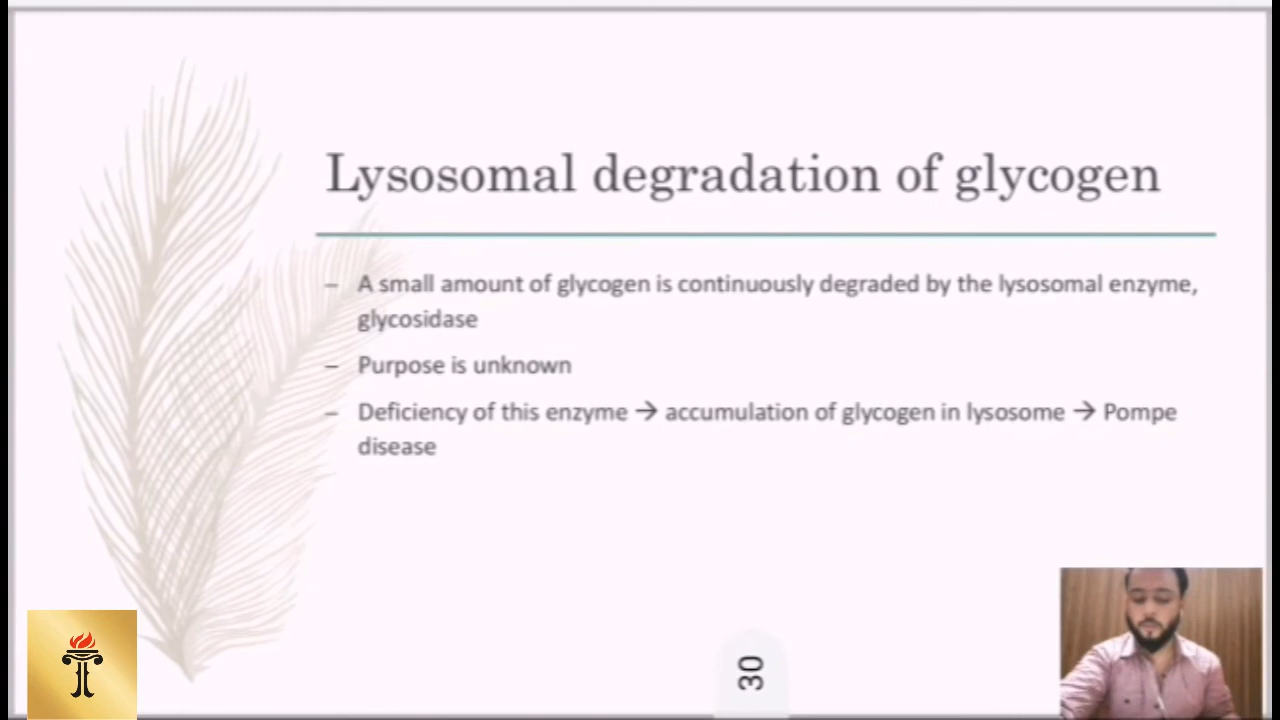 Lysosomal degradation of glycogen
– A small amount of glycogen is continuously degraded by the lysosomal enzyme,
glycosidase
– Purpose is unknown
– Deficiency of this enzyme → accumulation of glycogen in lysosome → Pompe
disease
30